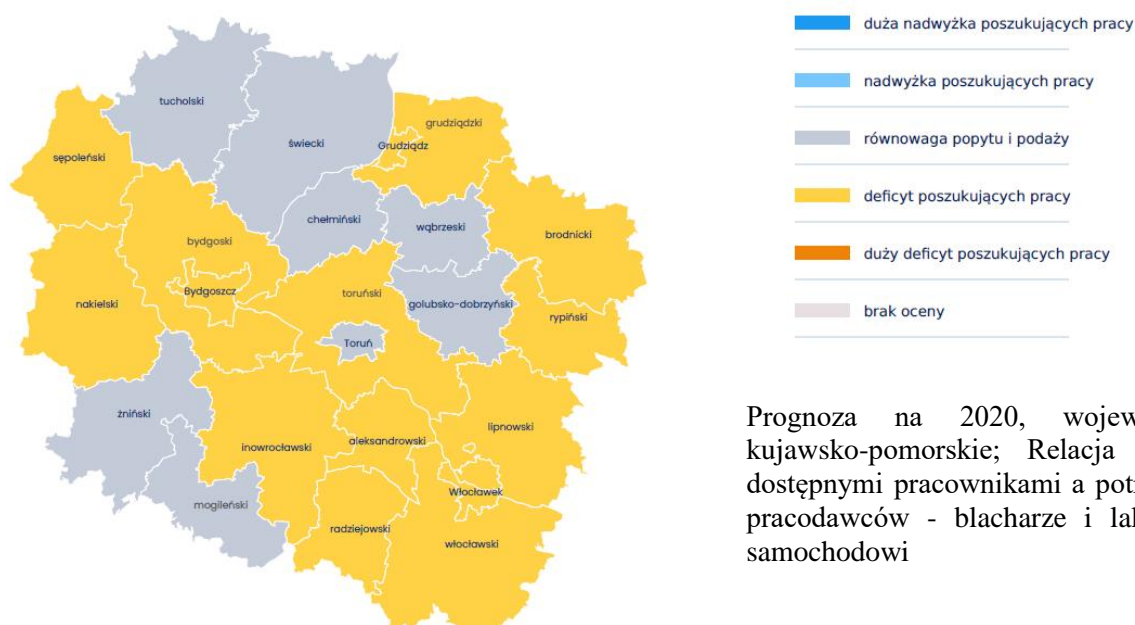 tucholski
świecki
grudziądzki
Grudziądz
sępoleński
chełmiński
wąbrzeski
brodnicki
bydgoski
Bydgoszcz
nakielski
toruński
golubsko-dobrzyński
rypiński
Toruń
żniński
inowrocławski
aleksandrowski
lipnowski
mogileński
Włocławek
radziejowski
włocławski
duża nadwyżka poszukujących pracy
nadwyżka poszukujących pracy
równowaga popytu i podaży
deficyt poszukujących pracy
duży deficyt poszukujących pracy
brak oceny
Prognoza na 2020,
kujawsko-pomorskie; Relacja
dostępnymi pracownikami a
pracodawców - blacharze i
samochodowi